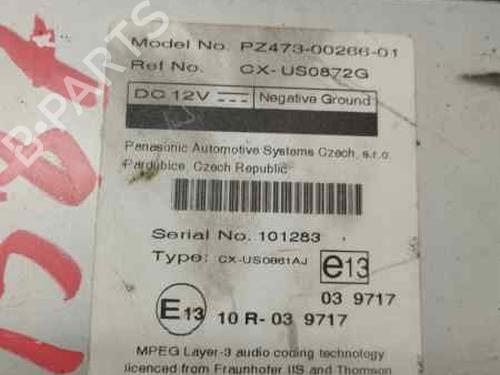 Model No. PZ473-00266-01
Ref No. CX-US0872G
DC 12V Negative Ground
Panasonic Automotive Systems Czech, s.r.o.
Pardubice, Czech Republic
Serial No. 101283
Type: CX-US0861AJ e13
03 9717
E13 10 R-03 9717
MPEG Layer-3 audio coding technology
licenced from Fraunhofer IIS and Thomson
B-PARTS